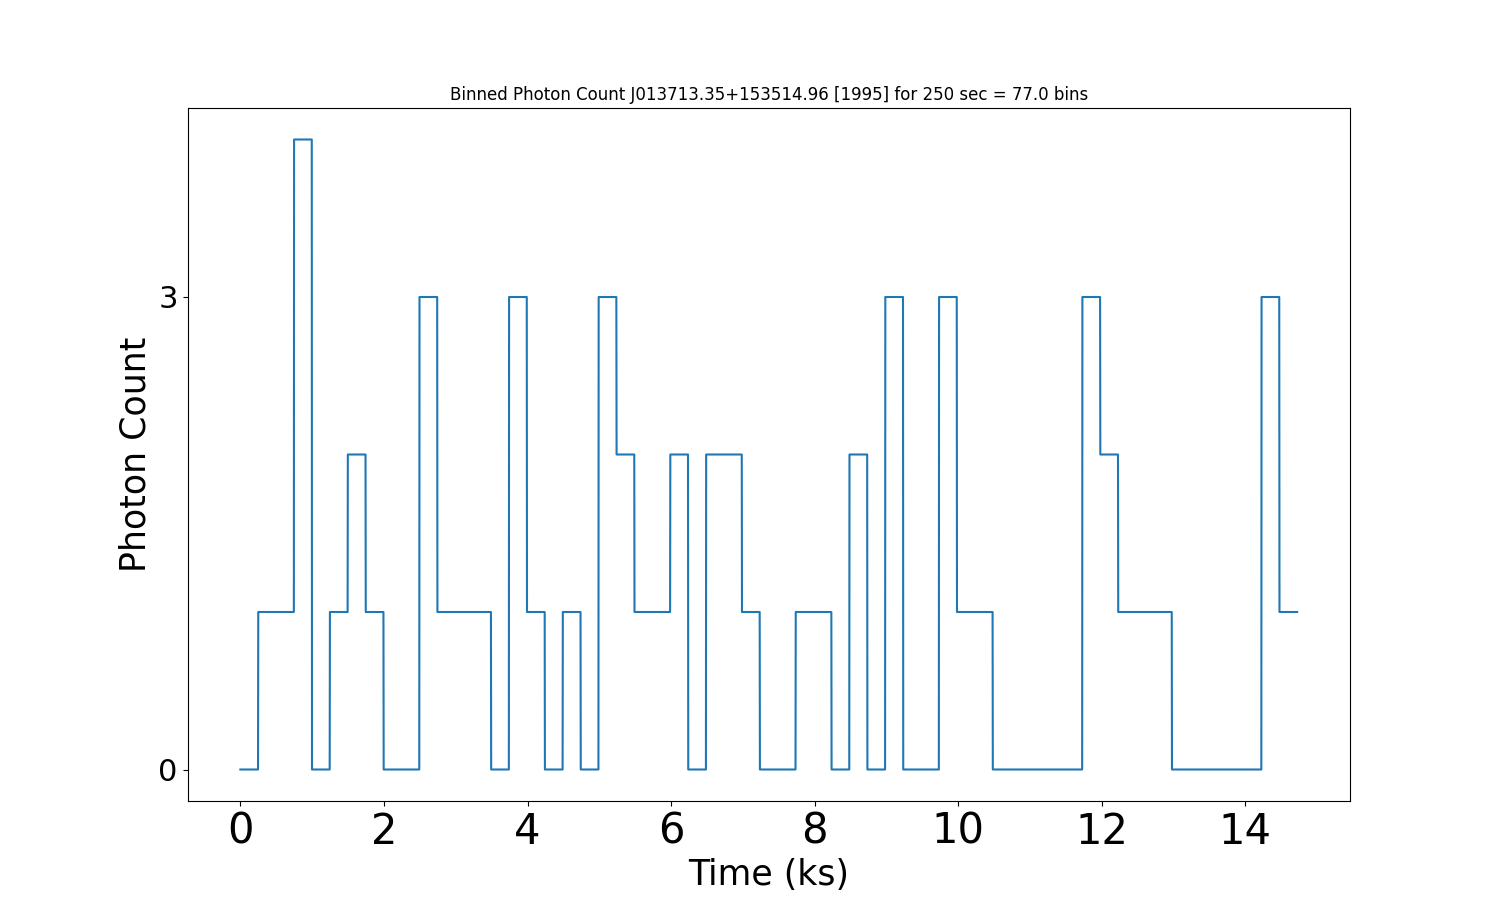 Binned Photon Count J013713.35+153514.96 [1995] for 250 sec = 77.0 bins
Photon Count
3
0
0 2 4 6 8 10 12 14
Time (ks)